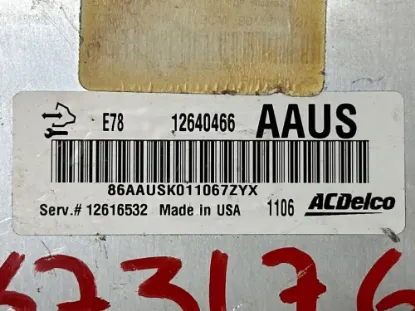 E78 12640466 AAUS
86AAUSK011067ZYX
Serv.# 12616532 Made in USA 1106 ACDelco